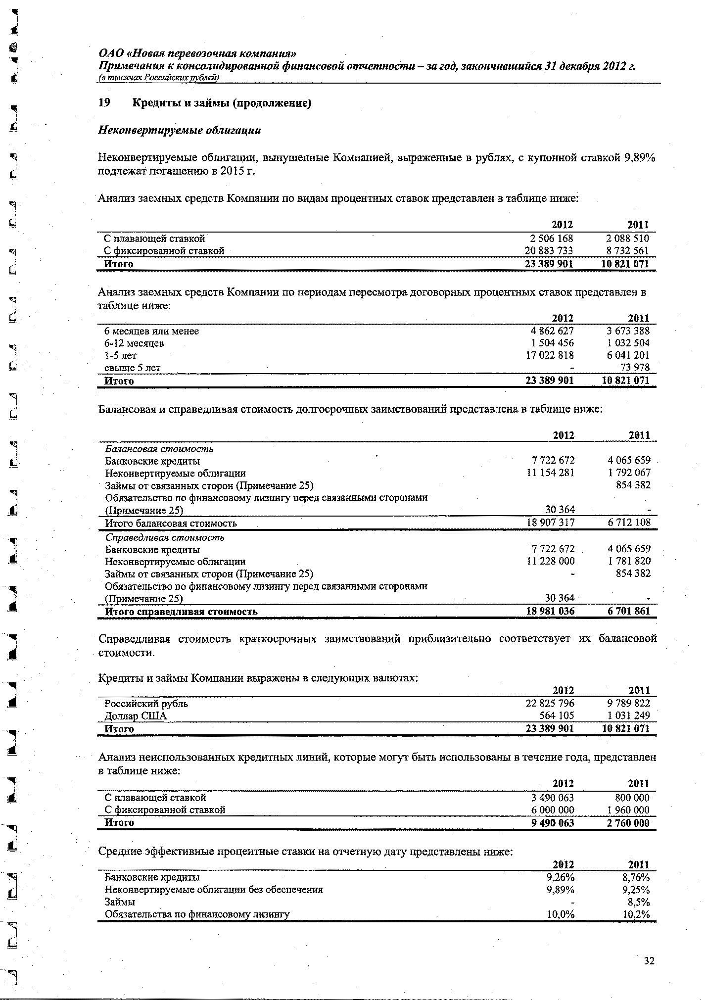 ОАО «Новая перевозочная компания»
Примечания к консолидированной финансовой отчетности – за год, закончившийся 31 декабря 2012 г.
(в тысячах Российских рублей)
19 Кредиты и займы (продолжение)
Неконвертируемые облигации
Неконвертируемые облигации, выпущенные Компанией, выраженные в рублях, с купонной ставкой 9,89%
подлежат погашению в 2015 г.
Анализ заемных средств Компании по видам процентных ставок представлен в таблице ниже:
2012 2011
С плавающей ставкой 2 506 168 2 088 510
С фиксированной ставкой 20 883 733 8 732 561
Итого 23 389 901 10 821 071
Анализ заемных средств Компании по периодам пересмотра договорных процентных ставок представлен в
таблице ниже:
2012 2011
6 месяцев или менее 4 862 627 3 673 388
6-12 месяцев 1 504 456 1 032 504
1-5 лет 17 022 818 6 041 201
свыше 5 лет - 73 978
Итого 23 389 901 10 821 071
Балансовая и справедливая стоимость долгосрочных заимствований представлена в таблице ниже:
2012 2011
Балансовая стоимость
Банковские кредиты 7 722 672 4 065 659
Неконвертируемые облигации 11 154 281 1 792 067
Займы от связанных сторон (Примечание 25) 854 382
Обязательство по финансовому лизингу перед связанными сторонами
(Примечание 25) 30 364 -
Итого балансовая стоимость 18 907 317 6 712 108
Справедливая стоимость
Банковские кредиты 7 722 672 4 065 659
Неконвертируемые облигации 11 228 000 1 781 820
Займы от связанных сторон (Примечание 25) - 854 382
Обязательство по финансовому лизингу перед связанными сторонами
(Примечание 25) 30 364 -
Итого справедливая стоимость 18 981 036 6 701 861
Справедливая стоимость краткосрочных заимствований приблизительно соответствует их балансовой
стоимости.
Кредиты и займы Компании выражены в следующих валютах:
2012 2011
Российский рубль 22 825 796 9 789 822
Доллар США 564 105 1 031 249
Итого 23 389 901 10 821 071
Анализ неиспользованных кредитных линий, которые могут быть использованы в течение года, представлен
в таблице ниже:
2012 2011
С плавающей ставкой 3 490 063 800 000
С фиксированной ставкой 6 000 000 1 960 000
Итого 9 490 063 2 760 000
Средние эффективные процентные ставки на отчетную дату представлены ниже:
2012 2011
Банковские кредиты 9,26% 8,76%
Неконвертируемые облигации без обеспечения 9,89% 9,25%
Займы - 8,5%
Обязательства по финансовому лизингу 10,0% 10,2%
32